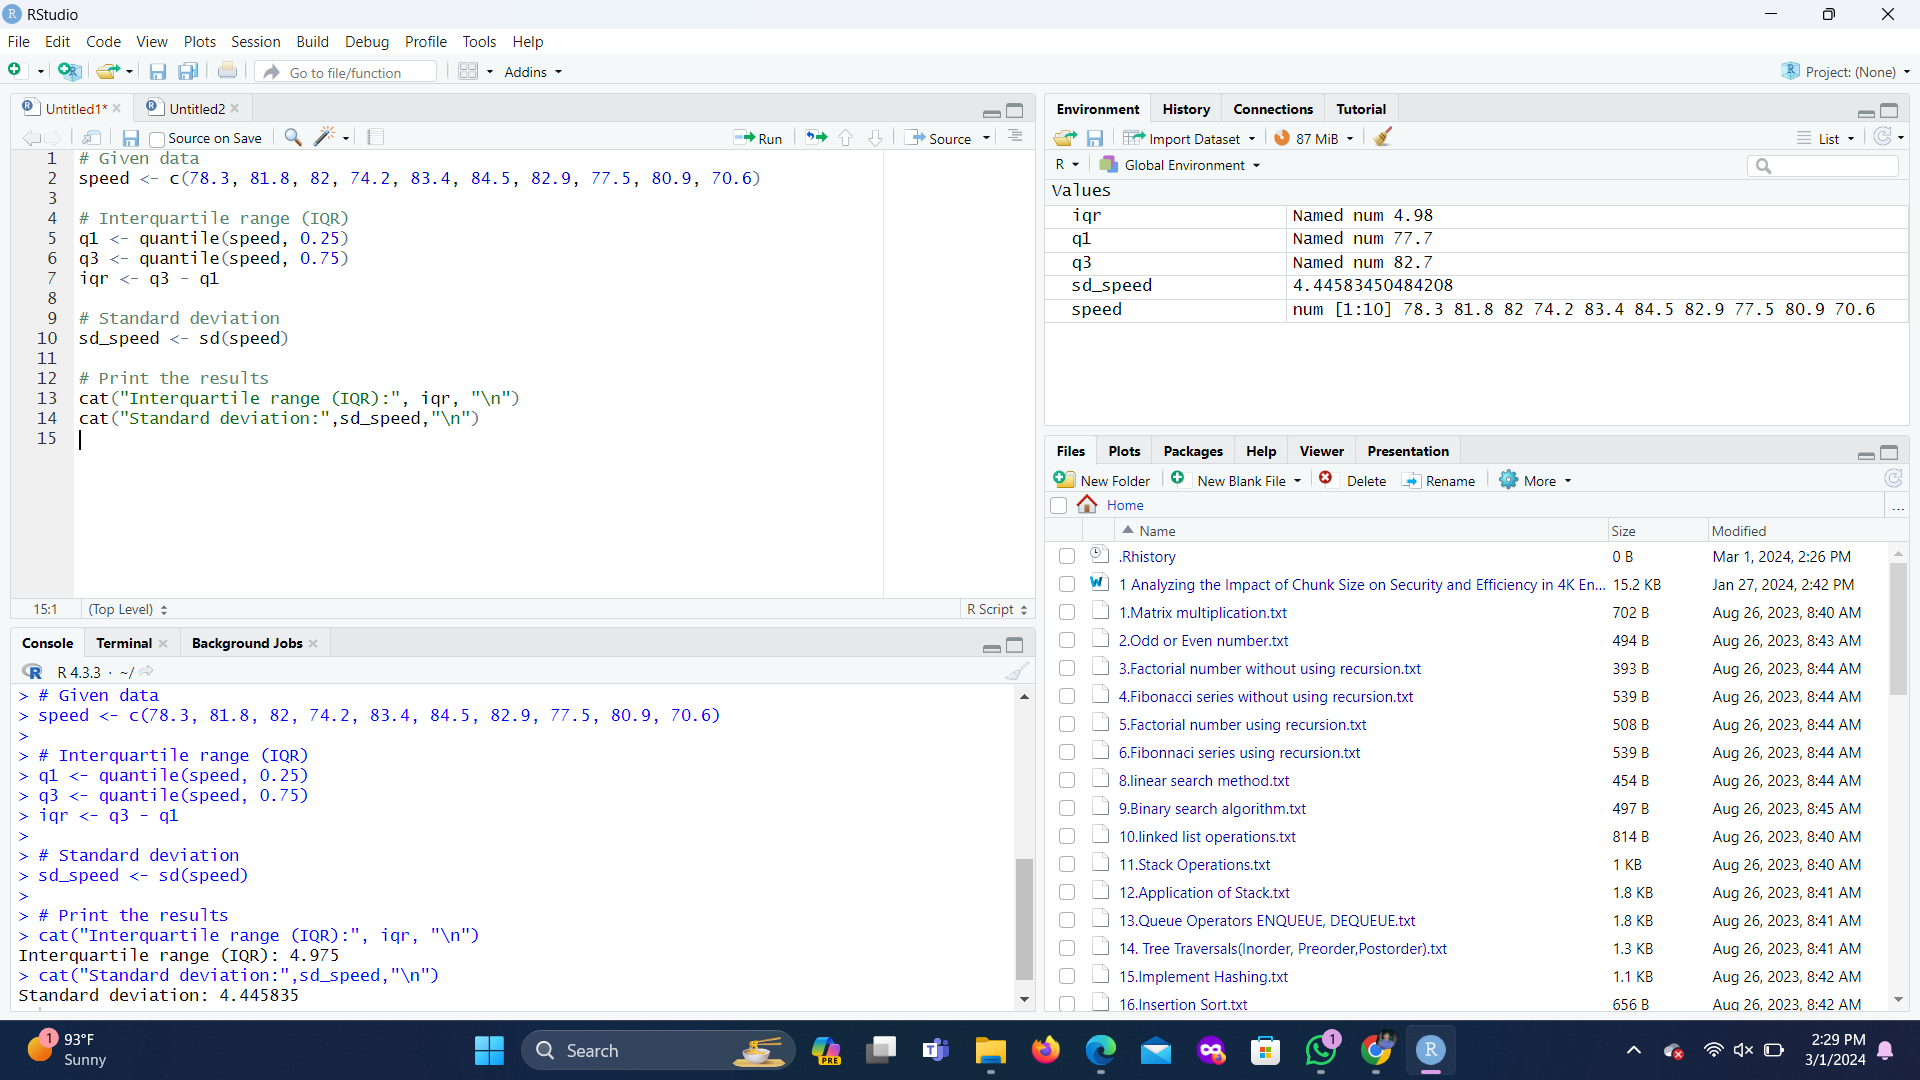 RStudio
File Edit Code View Plots Session Build Debug Profile Tools Help
Go to file/function Addins Project: (None)
Untitled1* Untitled2
Source on Save Run Source
1 # Given data
2 speed <- c(78.3, 81.8, 82, 74.2, 83.4, 84.5, 82.9, 77.5, 80.9, 70.6)
3
4 # Interquartile range (IQR)
5 q1 <- quantile(speed, 0.25)
6 q3 <- quantile(speed, 0.75)
7 iqr <- q3 - q1
8
9 # Standard deviation
10 sd_speed <- sd(speed)
11
12 # Print the results
13 cat("Interquartile range (IQR):", iqr, "\n")
14 cat("Standard deviation:",sd_speed,"\n")
15
15:1 (Top Level) R Script
Console Terminal Background Jobs
R 4.3.3 · ~/
> # Given data
> speed <- c(78.3, 81.8, 82, 74.2, 83.4, 84.5, 82.9, 77.5, 80.9, 70.6)
>
> # Interquartile range (IQR)
> q1 <- quantile(speed, 0.25)
> q3 <- quantile(speed, 0.75)
> iqr <- q3 - q1
>
> # Standard deviation
> sd_speed <- sd(speed)
>
> # Print the results
> cat("Interquartile range (IQR):", iqr, "\n")
Interquartile range (IQR): 4.975
> cat("Standard deviation:",sd_speed,"\n")
Standard deviation: 4.445835
Environment History Connections Tutorial
Import Dataset 87 MiB List
R Global Environment
Values
iqr Named num 4.98
q1 Named num 77.7
q3 Named num 82.7
sd_speed 4.44583450484208
speed num [1:10] 78.3 81.8 82 74.2 83.4 84.5 82.9 77.5 80.9 70.6
Files Plots Packages Help Viewer Presentation
New Folder New Blank File Delete Rename More
Home ...
Name Size Modified
.Rhistory 0 B Mar 1, 2024, 2:26 PM
1 Analyzing the Impact of Chunk Size on Security and Efficiency in 4K En... 15.2 KB Jan 27, 2024, 2:42 PM
1.Matrix multiplication.txt 702 B Aug 26, 2023, 8:40 AM
2.Odd or Even number.txt 494 B Aug 26, 2023, 8:43 AM
3.Factorial number without using recursion.txt 393 B Aug 26, 2023, 8:44 AM
4.Fibonacci series without using recursion.txt 539 B Aug 26, 2023, 8:44 AM
5.Factorial number using recursion.txt 508 B Aug 26, 2023, 8:44 AM
6.Fibonnaci series using recursion.txt 539 B Aug 26, 2023, 8:44 AM
8.linear search method.txt 454 B Aug 26, 2023, 8:44 AM
9.Binary search algorithm.txt 497 B Aug 26, 2023, 8:45 AM
10.linked list operations.txt 814 B Aug 26, 2023, 8:40 AM
11.Stack Operations.txt 1 KB Aug 26, 2023, 8:40 AM
12.Application of Stack.txt 1.8 KB Aug 26, 2023, 8:41 AM
13.Queue Operators ENQUEUE, DEQUEUE.txt 1.8 KB Aug 26, 2023, 8:41 AM
14. Tree Traversals(Inorder, Preorder,Postorder).txt 1.3 KB Aug 26, 2023, 8:41 AM
15.Implement Hashing.txt 1.1 KB Aug 26, 2023, 8:42 AM
16.Insertion Sort.txt 656 B Aug 26, 2023, 8:42 AM
1 93°F
Sunny
Search
PRE
1
2:29 PM
3/1/2024